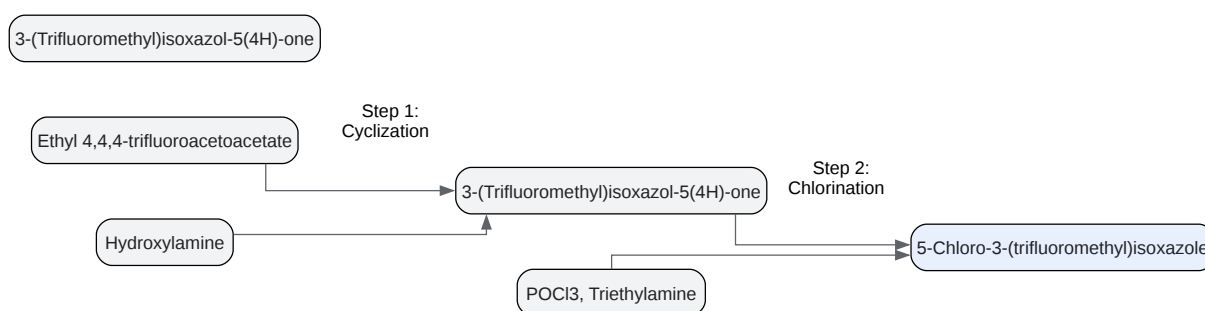 3-(Trifluoromethyl)isoxazol-5(4H)-one
Step 1:
Cyclization
Ethyl 4,4,4-trifluoroacetoacetate
Step 2:
Chlorination
3-(Trifluoromethyl)isoxazol-5(4H)-one
Hydroxylamine
5-Chloro-3-(trifluoromethyl)isoxazole
POCl3, Triethylamine